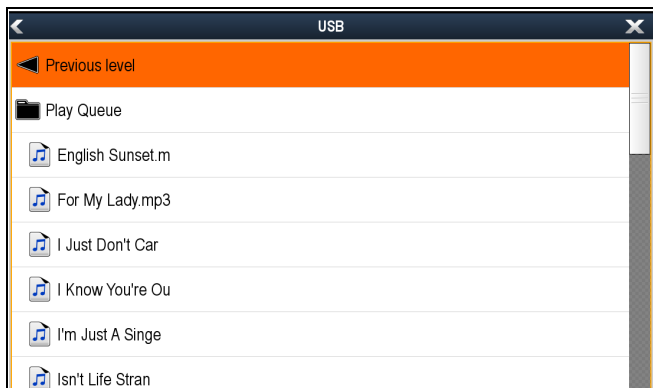 USB
Previous level
Play Queue
English Sunset.m
For My Lady.mp3
I Just Don't Car
I Know You're Ou
I'm Just A Singe
Isn't Life Stran